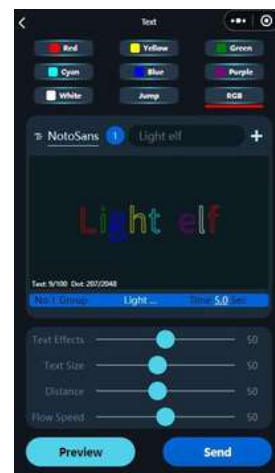 Text
Red Yellow Green
Cyan Blue Purple
White Jump RGB
NotoSans 1 Light elf +
Light elf
Text: 9/100 Dot: 207/2048
No.1 Group Light ... Time 5.0 Sec
Text Effects 50
Text Size 50
Distance 50
Flow Speed 50
Preview Send